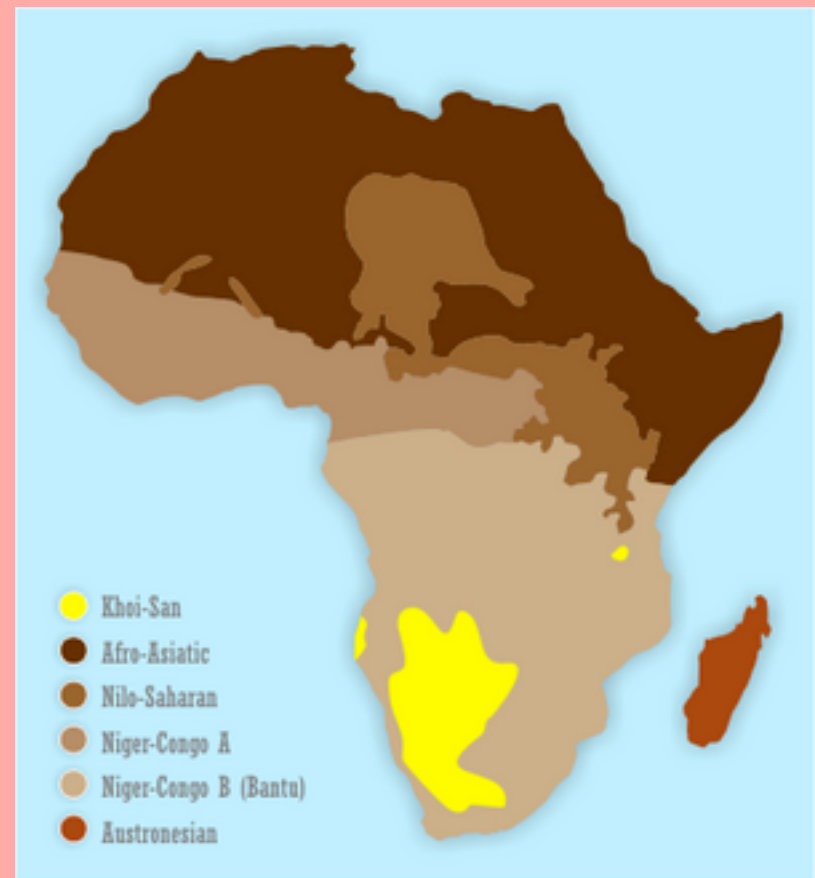 Khoi-San
Afro-Asiatic
Nilo-Saharan
Niger-Congo A
Niger-Congo B (Bantu)
Austronesian